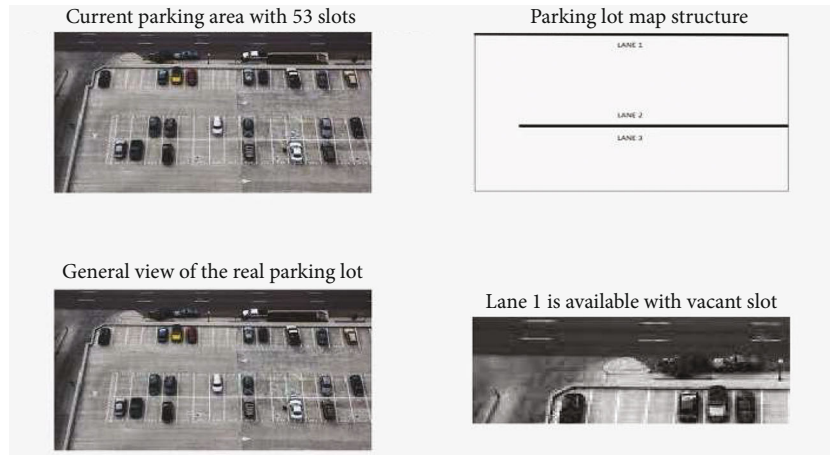 Current parking area with 53 slots
Parking lot map structure
LANE 1
LANE 2
LANE 3
General view of the real parking lot
Lane 1 is available with vacant slot